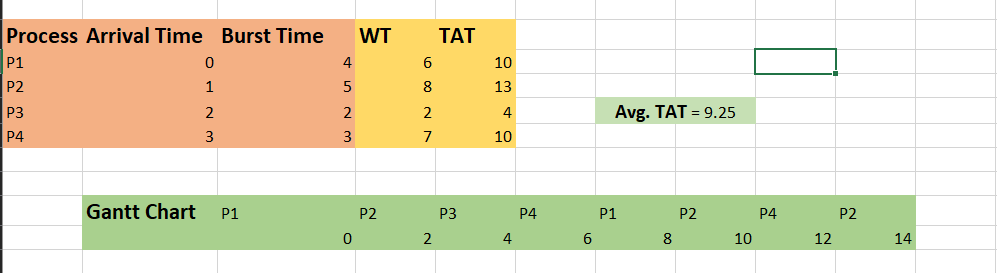 Process Arrival Time Burst Time WT TAT
P1 0 4 6 10
P2 1 5 8 13
P3 2 2 2 4
Avg. TAT = 9.25
P4 3 3 7 10
Gantt Chart P1 P2 P3 P4 P1 P2 P4 P2
0 2 4 6 8 10 12 14